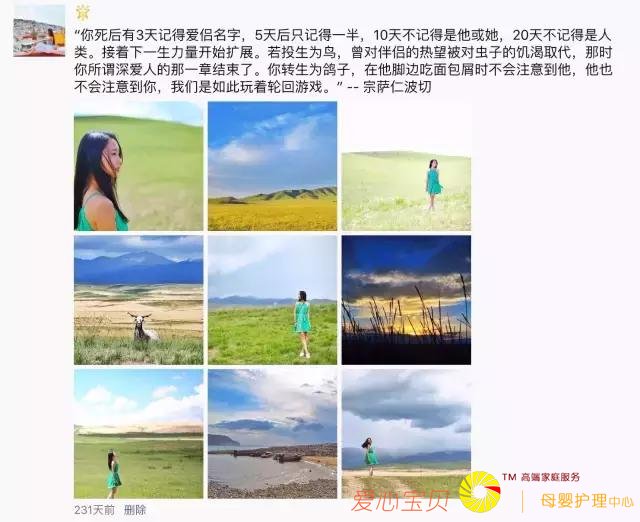 “你死后有3天记得爱侣名字，5天后只记得一半，10天不记得是他或她，20天不记得是人
类。接着下一生力量开始扩展。若投生为鸟，曾对伴侣的热望被对虫子的饥渴取代，那时
你所谓深爱人的那一章结束了。你转生为鸽子，在他脚边吃面包屑时不会注意到他，他也
不会注意到你，我们是如此玩着轮回游戏。” -- 宗萨仁波切
231天前 删除
爱心宝贝 TM 高端家庭服务
母婴护理中心